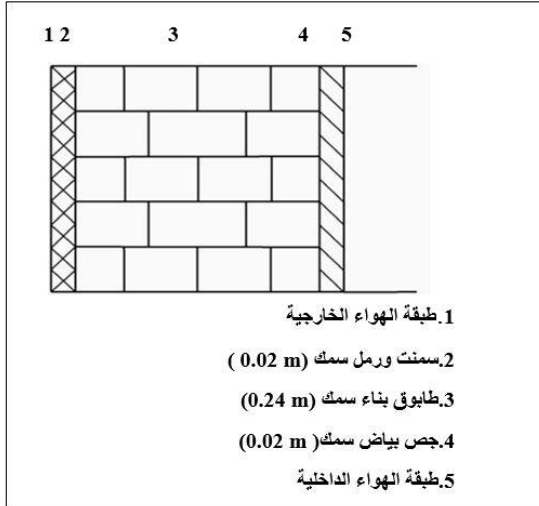 1 2 3 4 5
1.طبقة الهواء الخارجية
2.سمنت ورمل سمك (0.02 m )
3.طابوق بناء سمك (0.24 m)
4.جص بياض سمك( 0.02 m)
5.طبقة الهواء الداخلية